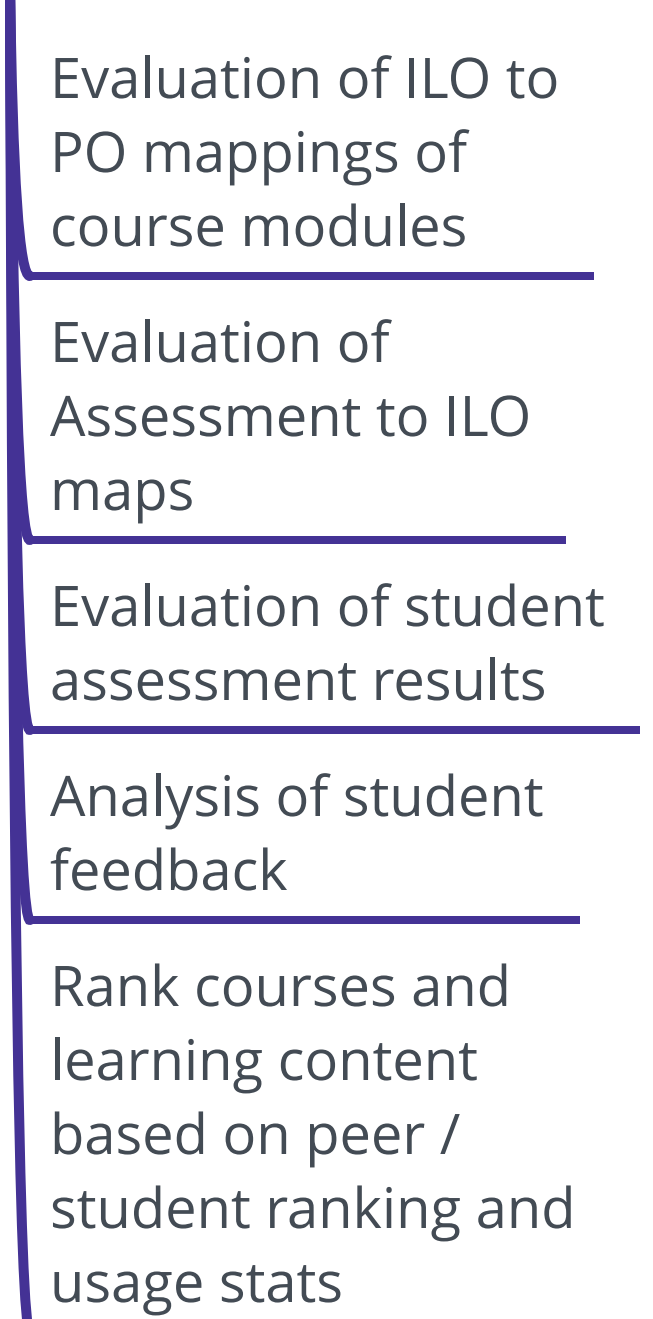 Evaluation of ILO to
PO mappings of
course modules
Evaluation of
Assessment to ILO
maps
Evaluation of student
assessment results
Analysis of student
feedback
Rank courses and
learning content
based on peer /
student ranking and
usage stats